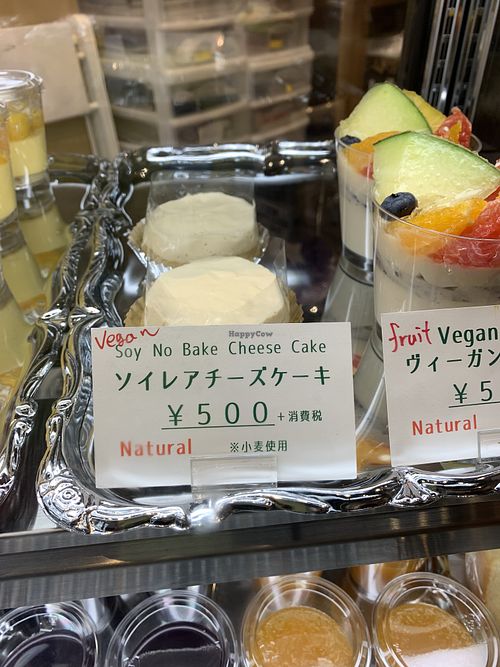 HappyCow
Vegan
Soy No Bake Cheese Cake
ソイレアチーズケーキ
¥500+消費税
Natural ※小麦使用
fruit Vegan
ヴィーガン
¥5
Natural